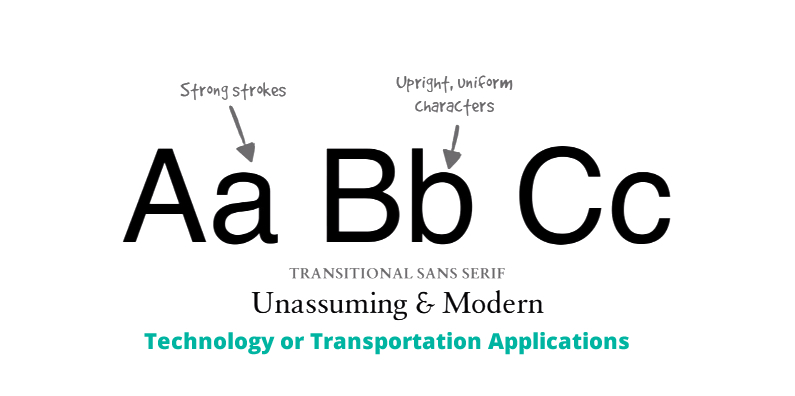 Strong strokes
Upright, uniform
characters
Aa Bb Cc
TRANSITIONAL SANS SERIF
Unassuming & Modern
Technology or Transportation Applications